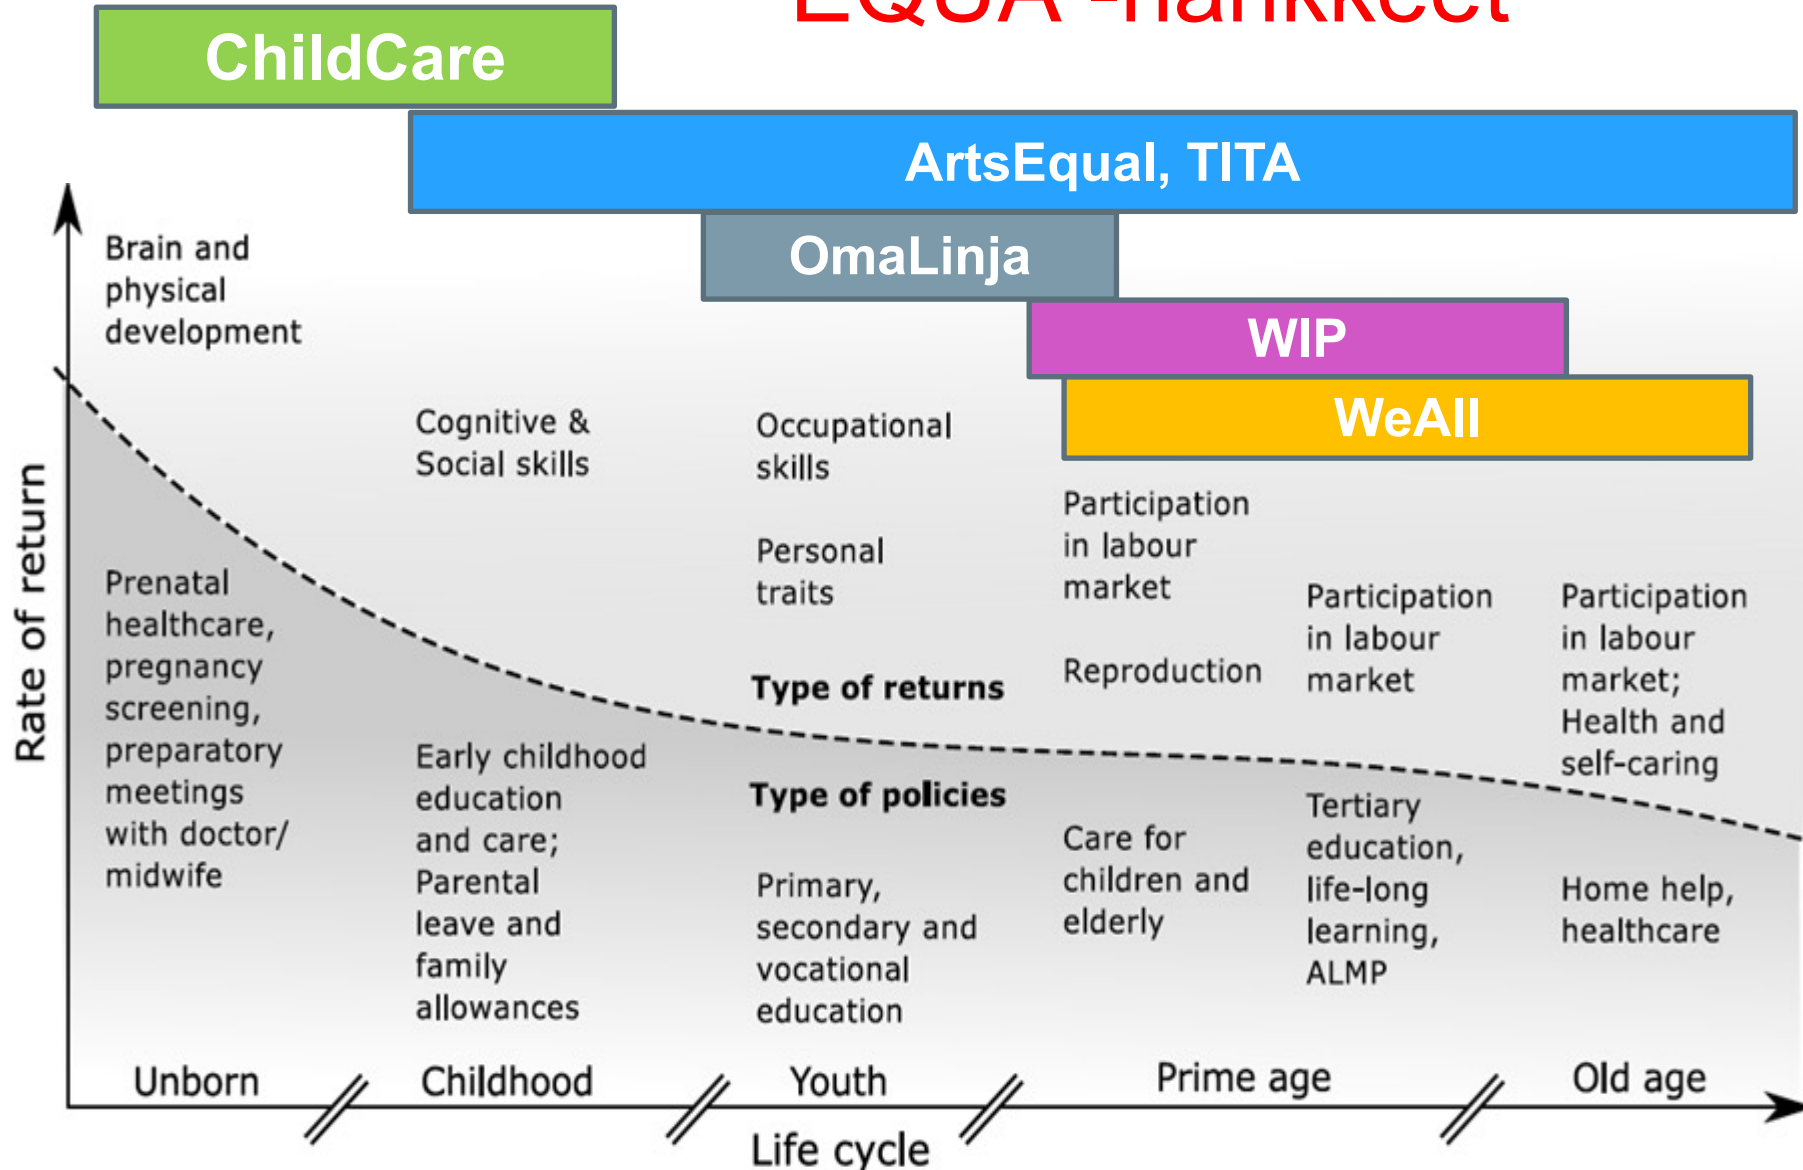 EQUA -hankkeet
ChildCare
ArtsEqual, TITA
OmaLinja
WIP
WeAll
Rate of return
Brain and
physical
development
Cognitive &
Social skills
Occupational
skills
Personal
traits
Participation
in labour
market
Reproduction
Participation
in labour
market
Participation
in labour
market;
Health and
self-caring
Type of returns
Type of policies
Prenatal
healthcare,
pregnancy
screening,
preparatory
meetings
with doctor/
midwife
Early childhood
education
and care;
Parental
leave and
family
allowances
Primary,
secondary and
vocational
education
Care for
children and
elderly
Tertiary
education,
life-long
learning,
ALMP
Home help,
healthcare
Unborn
Childhood
Youth
Prime age
Old age
Life cycle